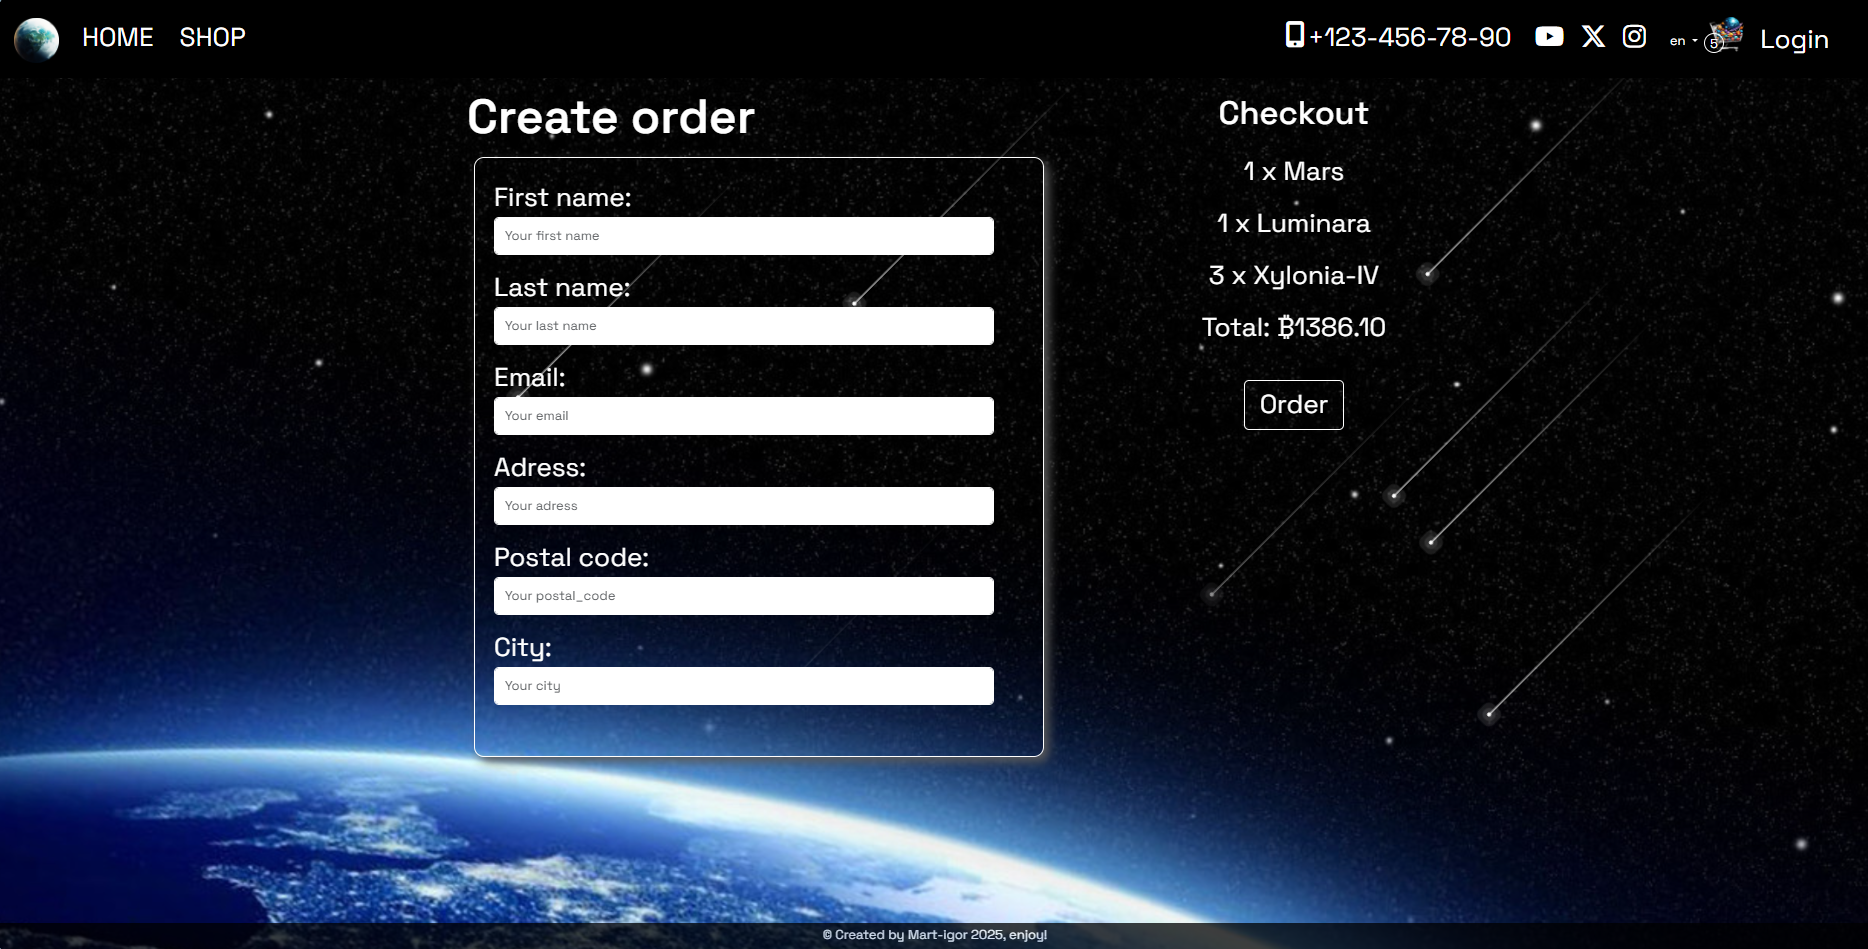 HOME SHOP +123-456-78-90 en 5 Login
Create order
First name:
Your first name
Last name:
Your last name
Email:
Your email
Adress:
Your adress
Postal code:
Your postal_code
City:
Your city
Checkout
1 x Mars
1 x Luminara
3 x Xylonia-IV
Total: ₿1386.10
Order
© Created by Mart-igor 2025, enjoy!